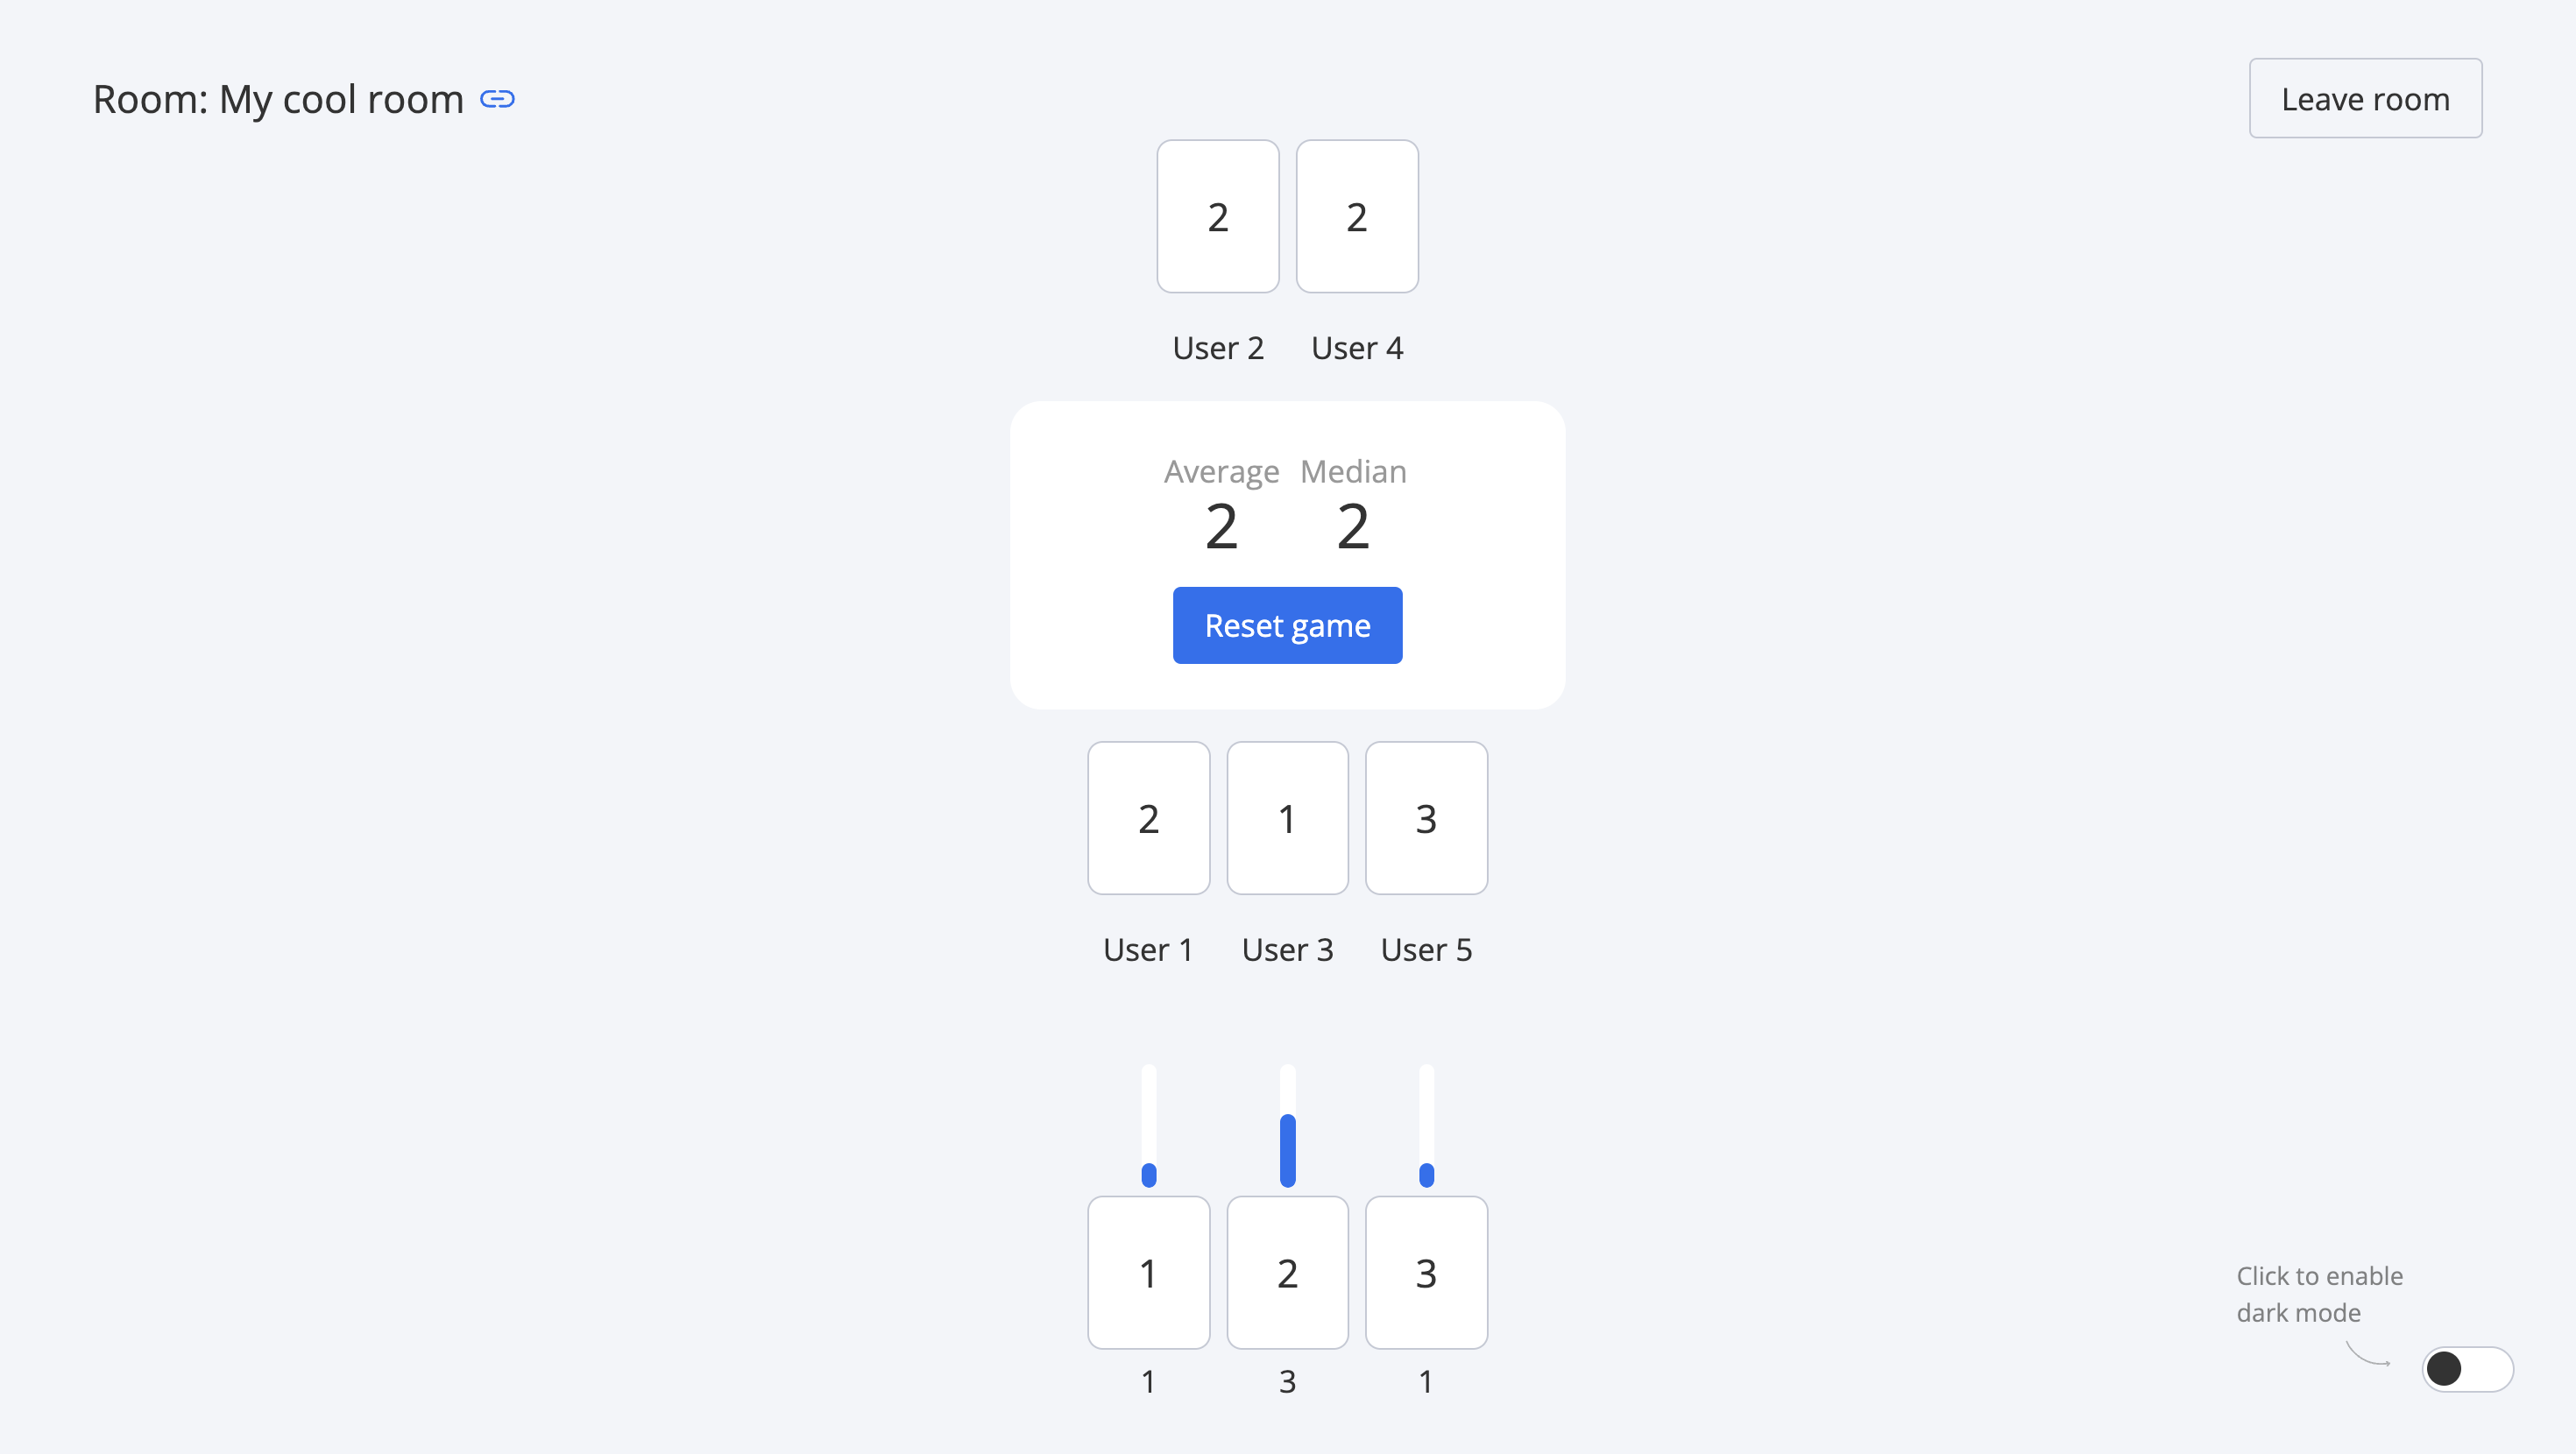 Room: My cool room
Leave room
2 2
User 2 User 4
Average Median
2 2
Reset game
2 1 3
User 1 User 3 User 5
1 2 3
1 3 1
Click to enable
dark mode